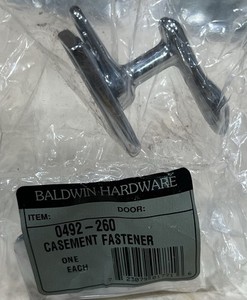 BALDWIN HARDWARE
ITEM: DOOR:
0492-260
CASEMENT FASTENER
ONE
EACH